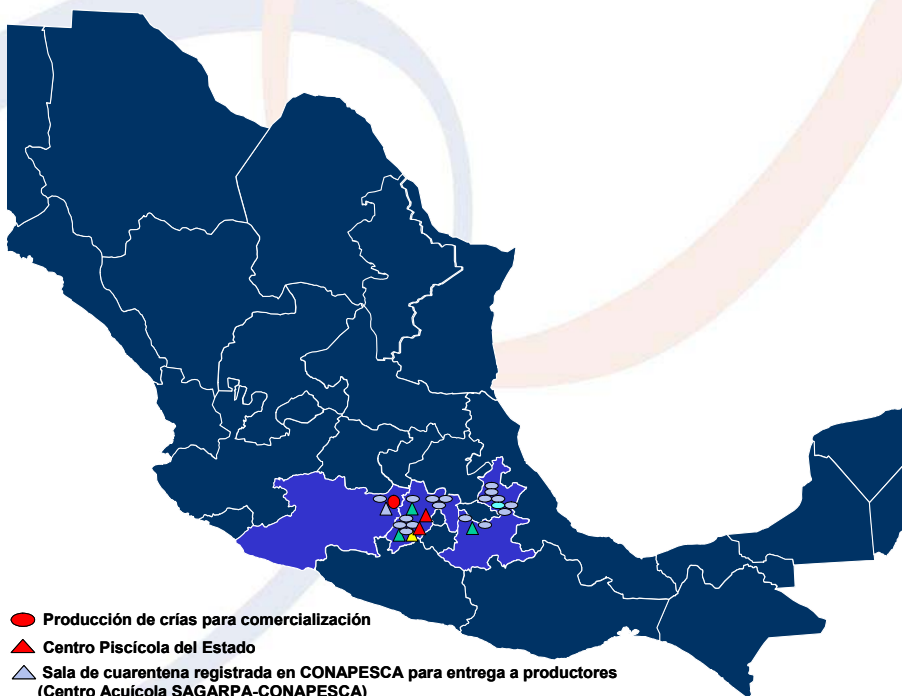 Producción de crías para comercialización
Centro Piscícola del Estado
Sala de cuarentena registrada en CONAPESCA para entrega a productores
(Centro Acuícola SAGARPA-CONAPESCA)